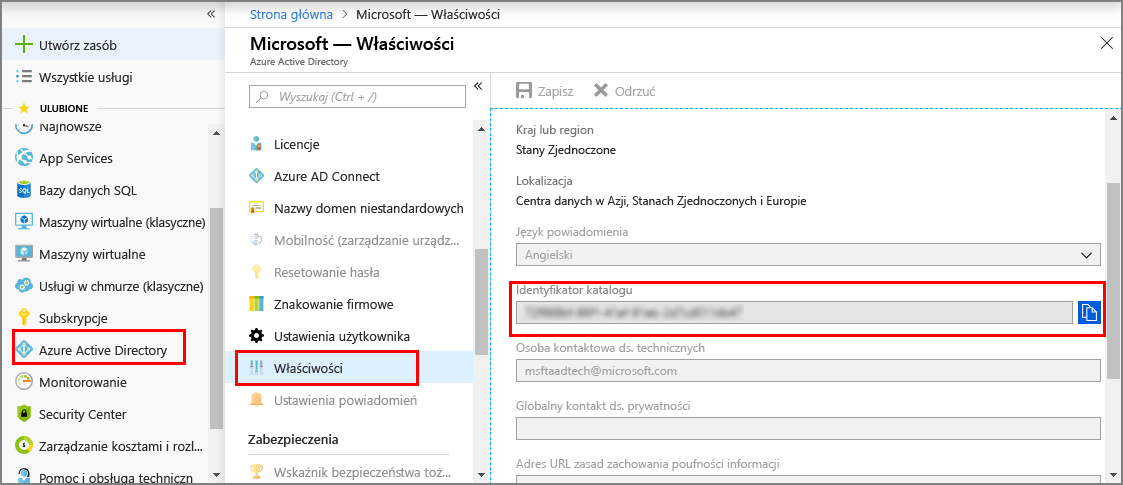 «
Strona główna > Microsoft — Właściwości
Utwórz zasób
Wszystkie usługi
ULUBIONE
Najnowsze
App Services
Bazy danych SQL
Maszyny wirtualne (klasyczne)
Maszyny wirtualne
Usługi w chmurze (klasyczne)
Subskrypcje
Azure Active Directory
Monitorowanie
Security Center
Zarządzanie kosztami i rozl...
Pomoc i obsługa techniczn
Microsoft — Właściwości
Azure Active Directory
Wyszukaj (Ctrl + /)
«
Licencje
Azure AD Connect
Nazwy domen niestandardowych
Mobilność (zarządzanie urządz...
Resetowanie hasła
Znakowanie firmowe
Ustawienia użytkownika
Właściwości
Ustawienia powiadomień
Zabezpieczenia
Wskaźnik bezpieczeństwa toż...
Zapisz
Odrzuć
Kraj lub region
Stany Zjednoczone
Lokalizacja
Centra danych w Azji, Stanach Zjednoczonych i Europie
Język powiadomienia
Angielski
Identyfikator katalogu
Osoba kontaktowa ds. technicznych
msftaadtech@microsoft.com
Globalny kontakt ds. prywatności
Adres URL zasad zachowania poufności informacji